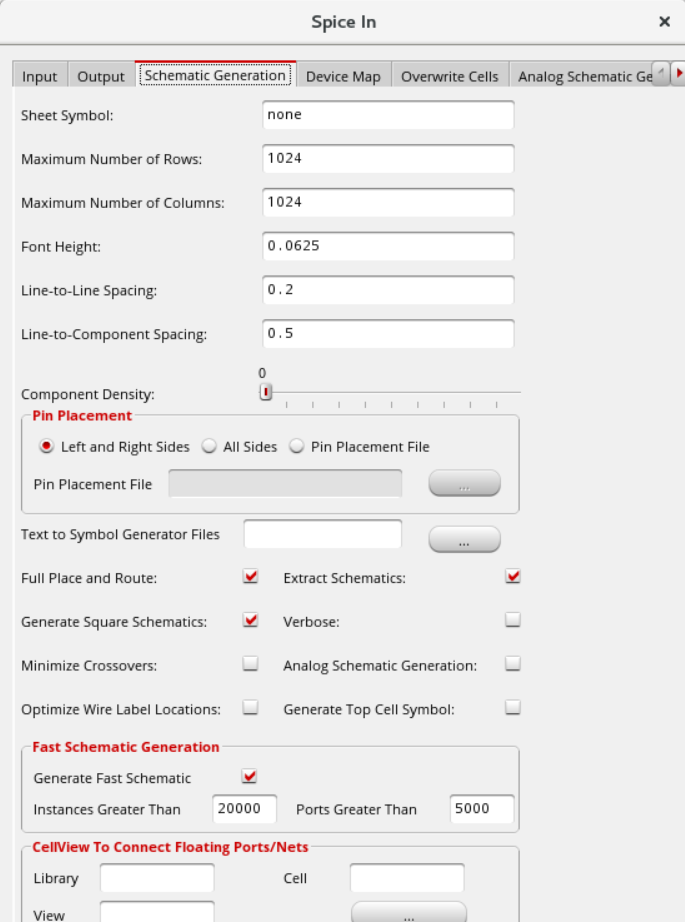 Spice In
Input Output Schematic Generation Device Map Overwrite Cells Analog Schematic Ge
Sheet Symbol: none
Maximum Number of Rows: 1024
Maximum Number of Columns: 1024
Font Height: 0.0625
Line-to-Line Spacing: 0.2
Line-to-Component Spacing: 0.5
0
Component Density:
Pin Placement
Left and Right Sides All Sides Pin Placement File
Pin Placement File ...
Text to Symbol Generator Files ...
Full Place and Route: Extract Schematics:
Generate Square Schematics: Verbose:
Minimize Crossovers: Analog Schematic Generation:
Optimize Wire Label Locations: Generate Top Cell Symbol:
Fast Schematic Generation
Generate Fast Schematic
Instances Greater Than 20000 Ports Greater Than 5000
CellView To Connect Floating Ports/Nets
Library Cell
View ...